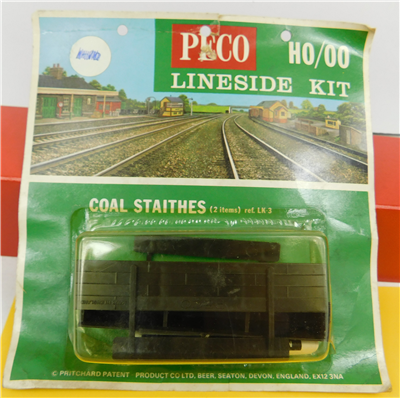 PECO HO/OO
LINESIDE KIT
COAL STAITHES (2 items) ref. LK-3
© PRITCHARD PATENT PRODUCT CO LTD. BEER, SEATON, DEVON, ENGLAND, EX12 3NA